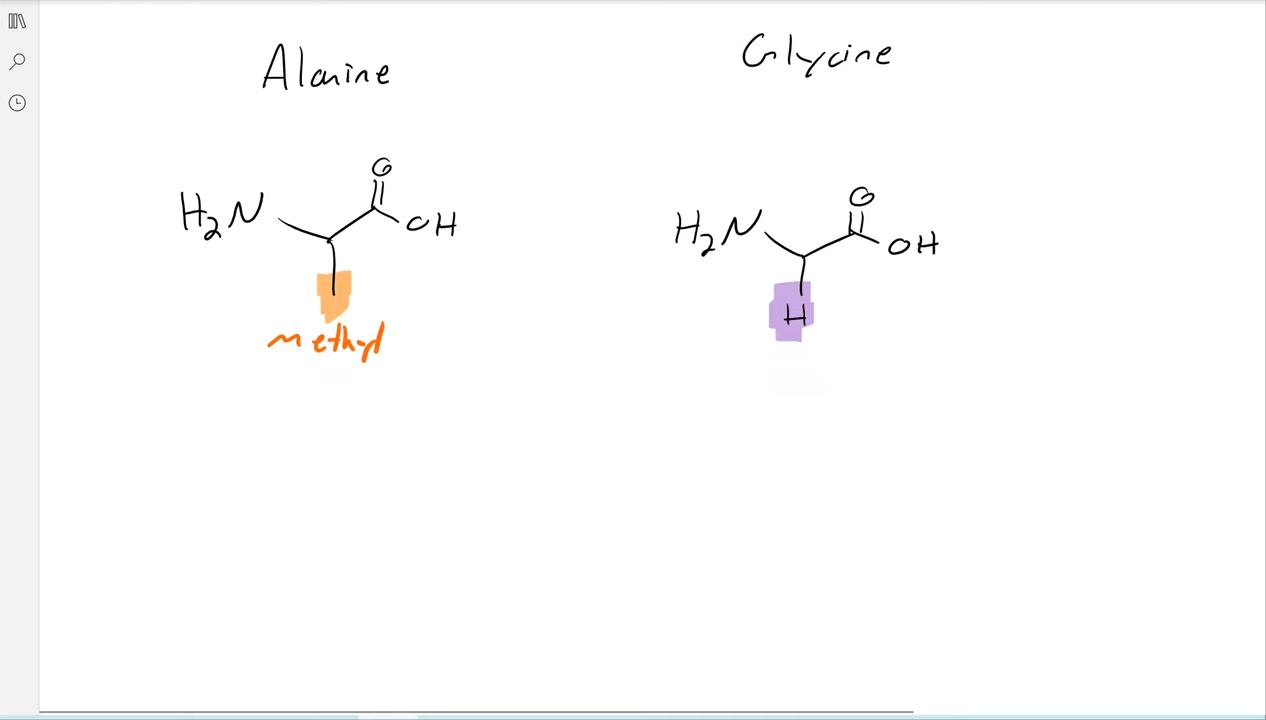 Alanine
Glycine
O
H2N
OH
methyl
O
H2N
OH
H